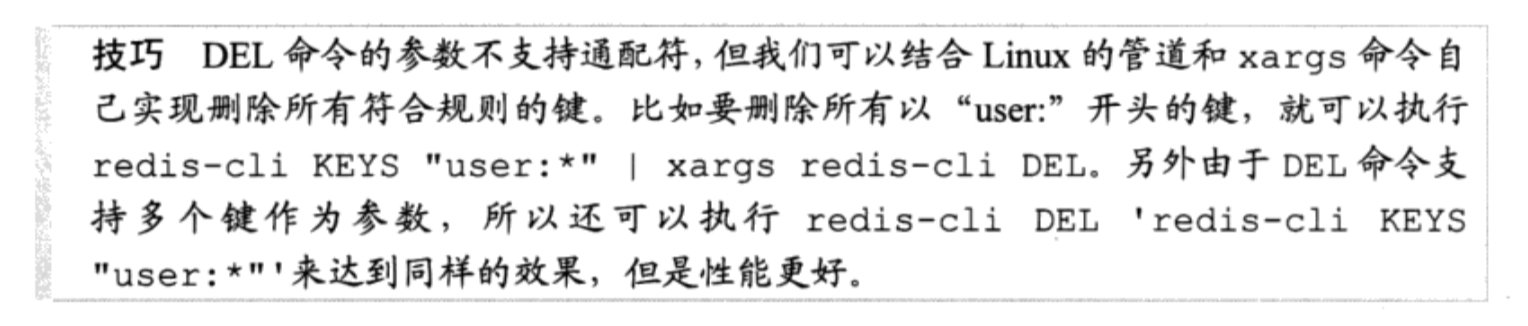 技巧 DEL 命令的参数不支持通配符，但我们可以结合 Linux 的管道和 xargs 命令自
己实现删除所有符合规则的键。比如要删除所有以“user:”开头的键，就可以执行
redis-cli KEYS "user:*" | xargs redis-cli DEL。另外由于 DEL 命令支
持多个键作为参数，所以还可以执行 redis-cli DEL 'redis-cli KEYS
"user:*"'来达到同样的效果，但是性能更好。